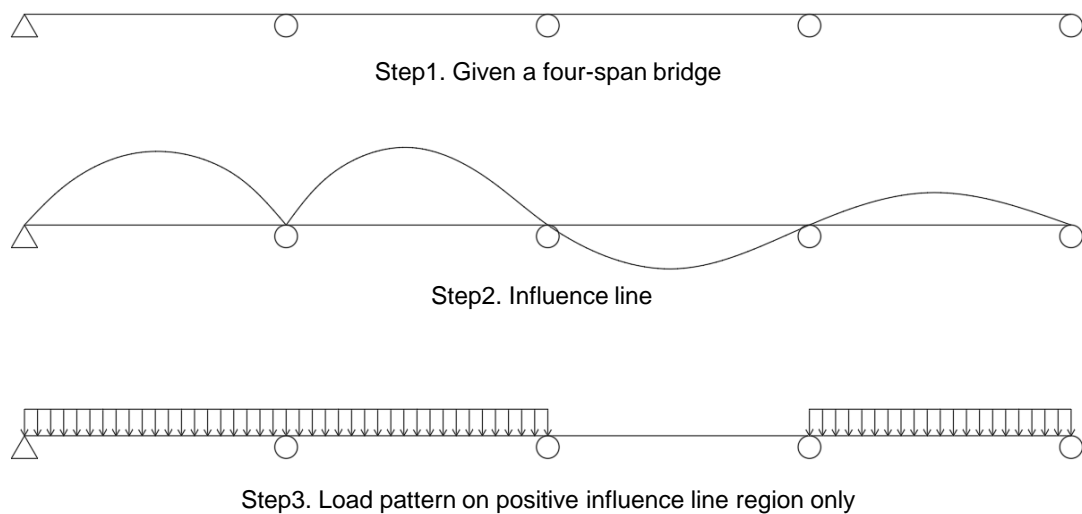 Step1. Given a four-span bridge
Step2. Influence line
Step3. Load pattern on positive influence line region only